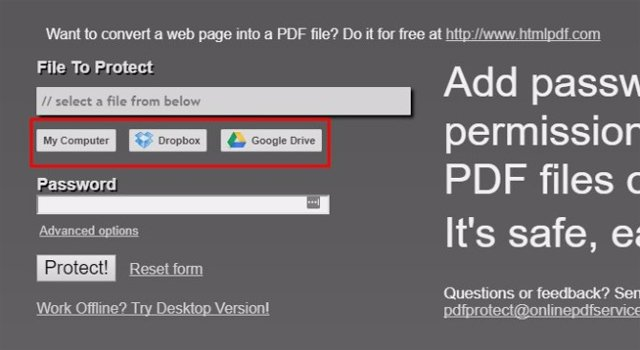 Want to convert a web page into a PDF file? Do it for free at http://www.htmlpdf.com
File To Protect
// select a file from below
My Computer
Dropbox
Google Drive
Password
Advanced options
Protect!
Reset form
Work Offline? Try Desktop Version!
Add passw
permission
PDF files o
It's safe, ea
Questions or feedback? Sen
pdfprotect@onlinepdfservice